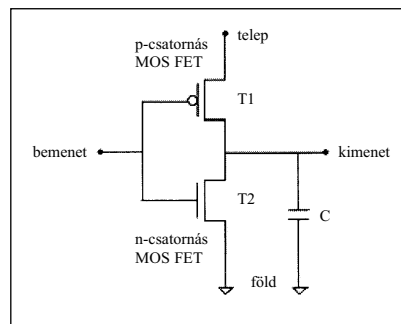 p-csatornás
MOS FET
telep
T1
bemenet
kimenet
T2
C
n-csatornás
MOS FET
föld